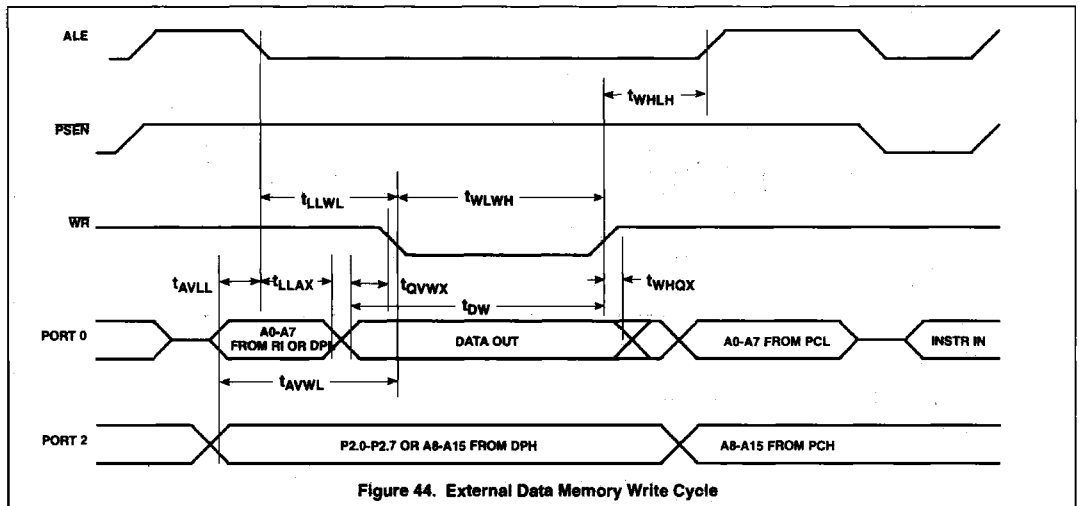 ALE
tWHLH
PSEN
tLLWL
tWLWH
WR
tAVLL
tLLAX
tQVWX
tWHQX
tDW
PORT 0
A0-A7
FROM RI OR DPL
DATA OUT
A0-A7 FROM PCL
INSTR IN
tAVWL
PORT 2
P2.0-P2.7 OR A8-A15 FROM DPH
A8-A15 FROM PCH
Figure 44. External Data Memory Write Cycle